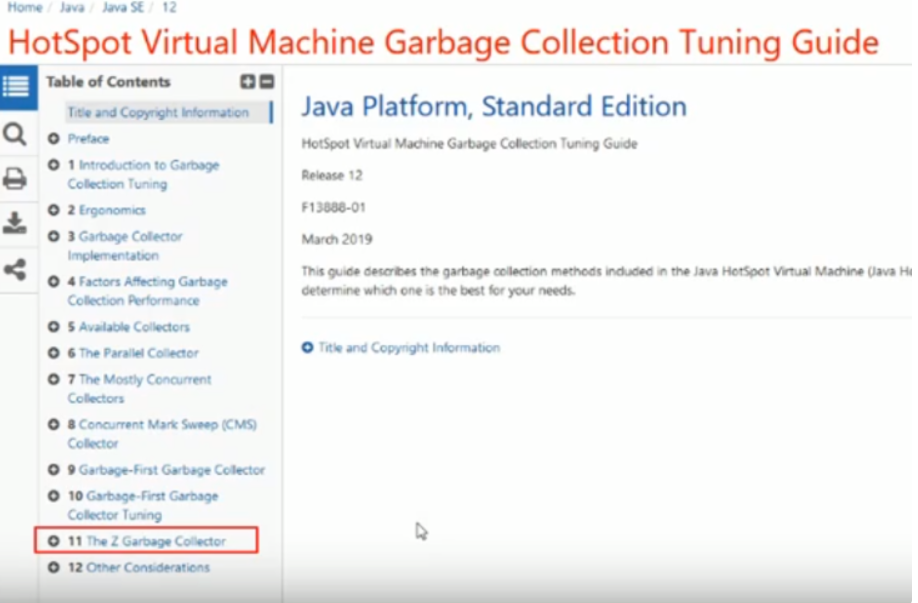 Home / Java / Java SE / 12
HotSpot Virtual Machine Garbage Collection Tuning Guide
Table of Contents
Title and Copyright Information
Preface
1 Introduction to Garbage
Collection Tuning
2 Ergonomics
3 Garbage Collector
Implementation
4 Factors Affecting Garbage
Collection Performance
5 Available Collectors
6 The Parallel Collector
7 The Mostly Concurrent
Collectors
8 Concurrent Mark Sweep (CMS)
Collector
9 Garbage-First Garbage Collector
10 Garbage-First Garbage
Collector Tuning
11 The Z Garbage Collector
12 Other Considerations
Java Platform, Standard Edition
HotSpot Virtual Machine Garbage Collection Tuning Guide
Release 12
F13888-01
March 2019
This guide describes the garbage collection methods included in the Java HotSpot Virtual Machine (Java
determine which one is the best for your needs.
Title and Copyright Information